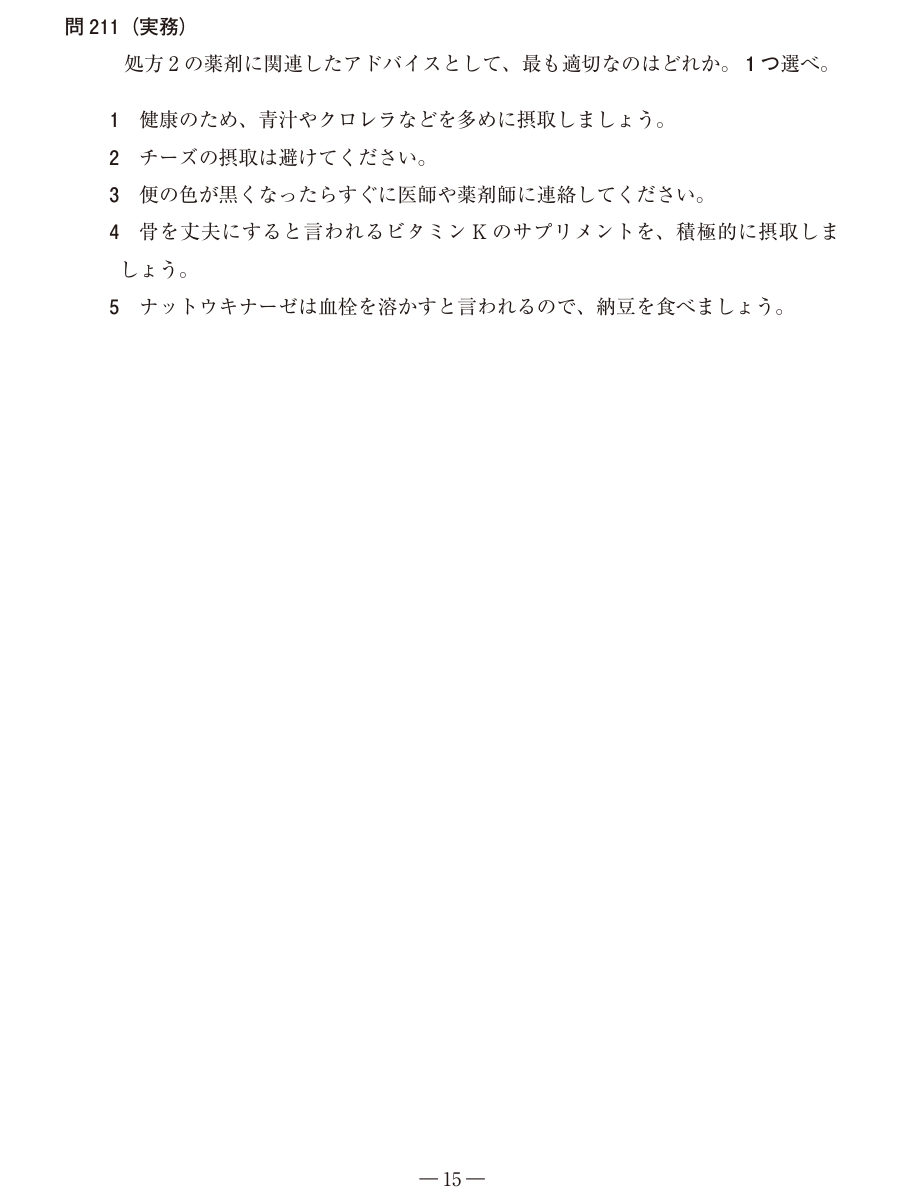 問 211（実務）
処方２の薬剤に関連したアドバイスとして、最も適切なのはどれか。１つ選べ。
1　健康のため、青汁やクロレラなどを多めに摂取しましょう。
2　チーズの摂取は避けてください。
3　便の色が黒くなったらすぐに医師や薬剤師に連絡してください。
4　骨を丈夫にすると言われるビタミン K のサプリメントを、積極的に摂取しま
しょう。
5　ナットウキナーゼは血栓を溶かすと言われるので、納豆を食べましょう。
― 15 ―